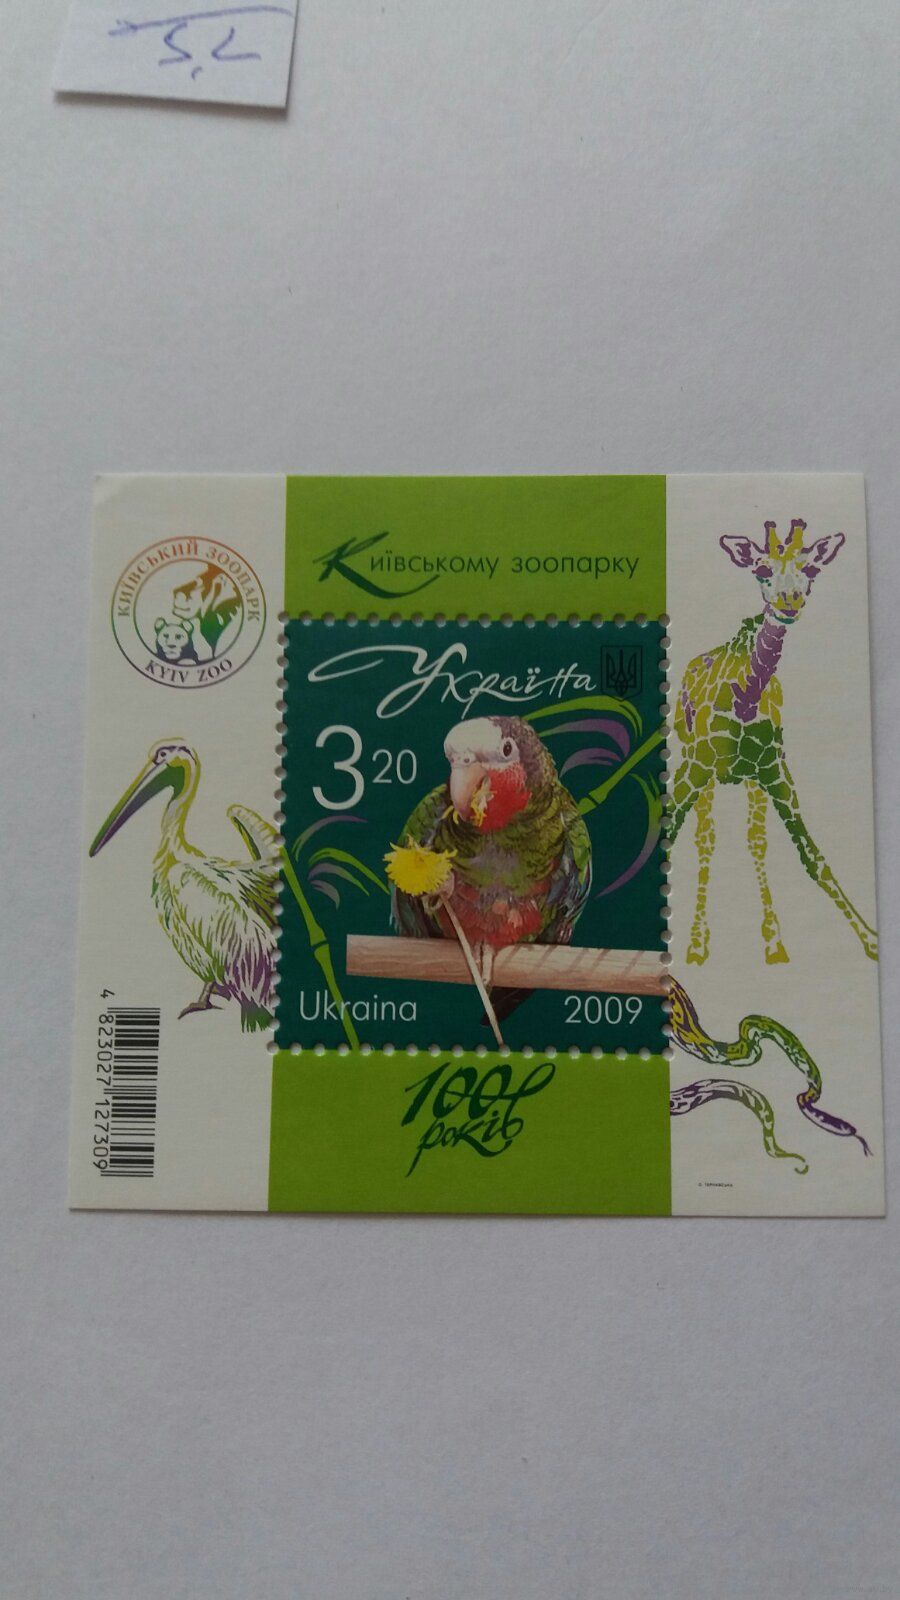 5,2
Київському зоопарку
КИЇВСЬКИЙ ЗООПАРК
KYIV ZOO
Україна
3 20
Ukraina 2009
100 років
4 823027 127309